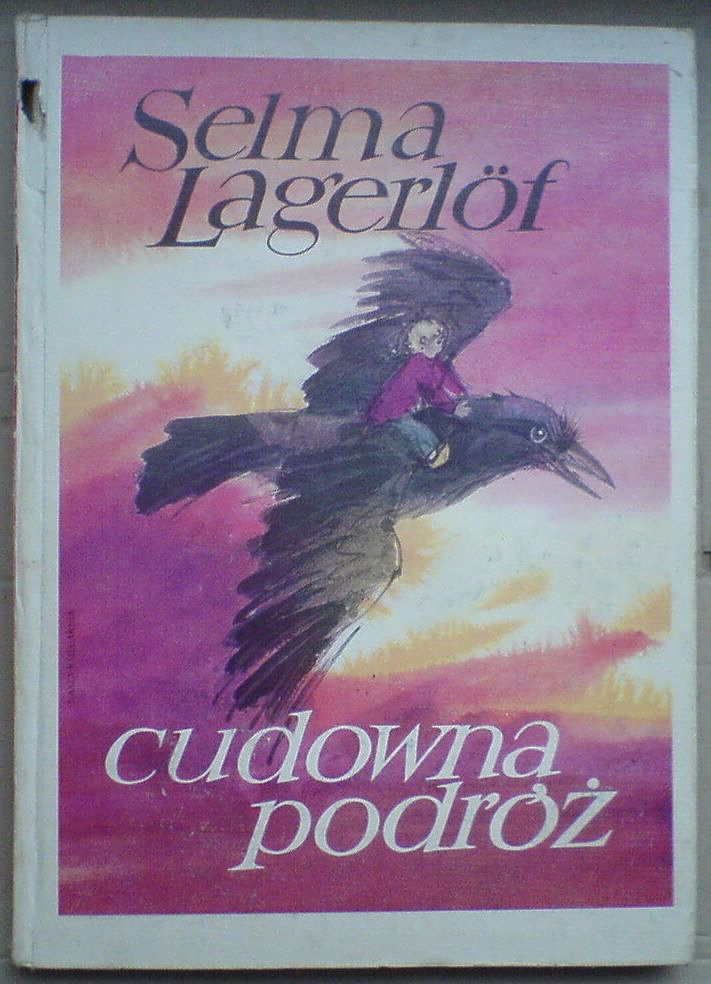 Selma
Lagerlöf
cudowna
podróż